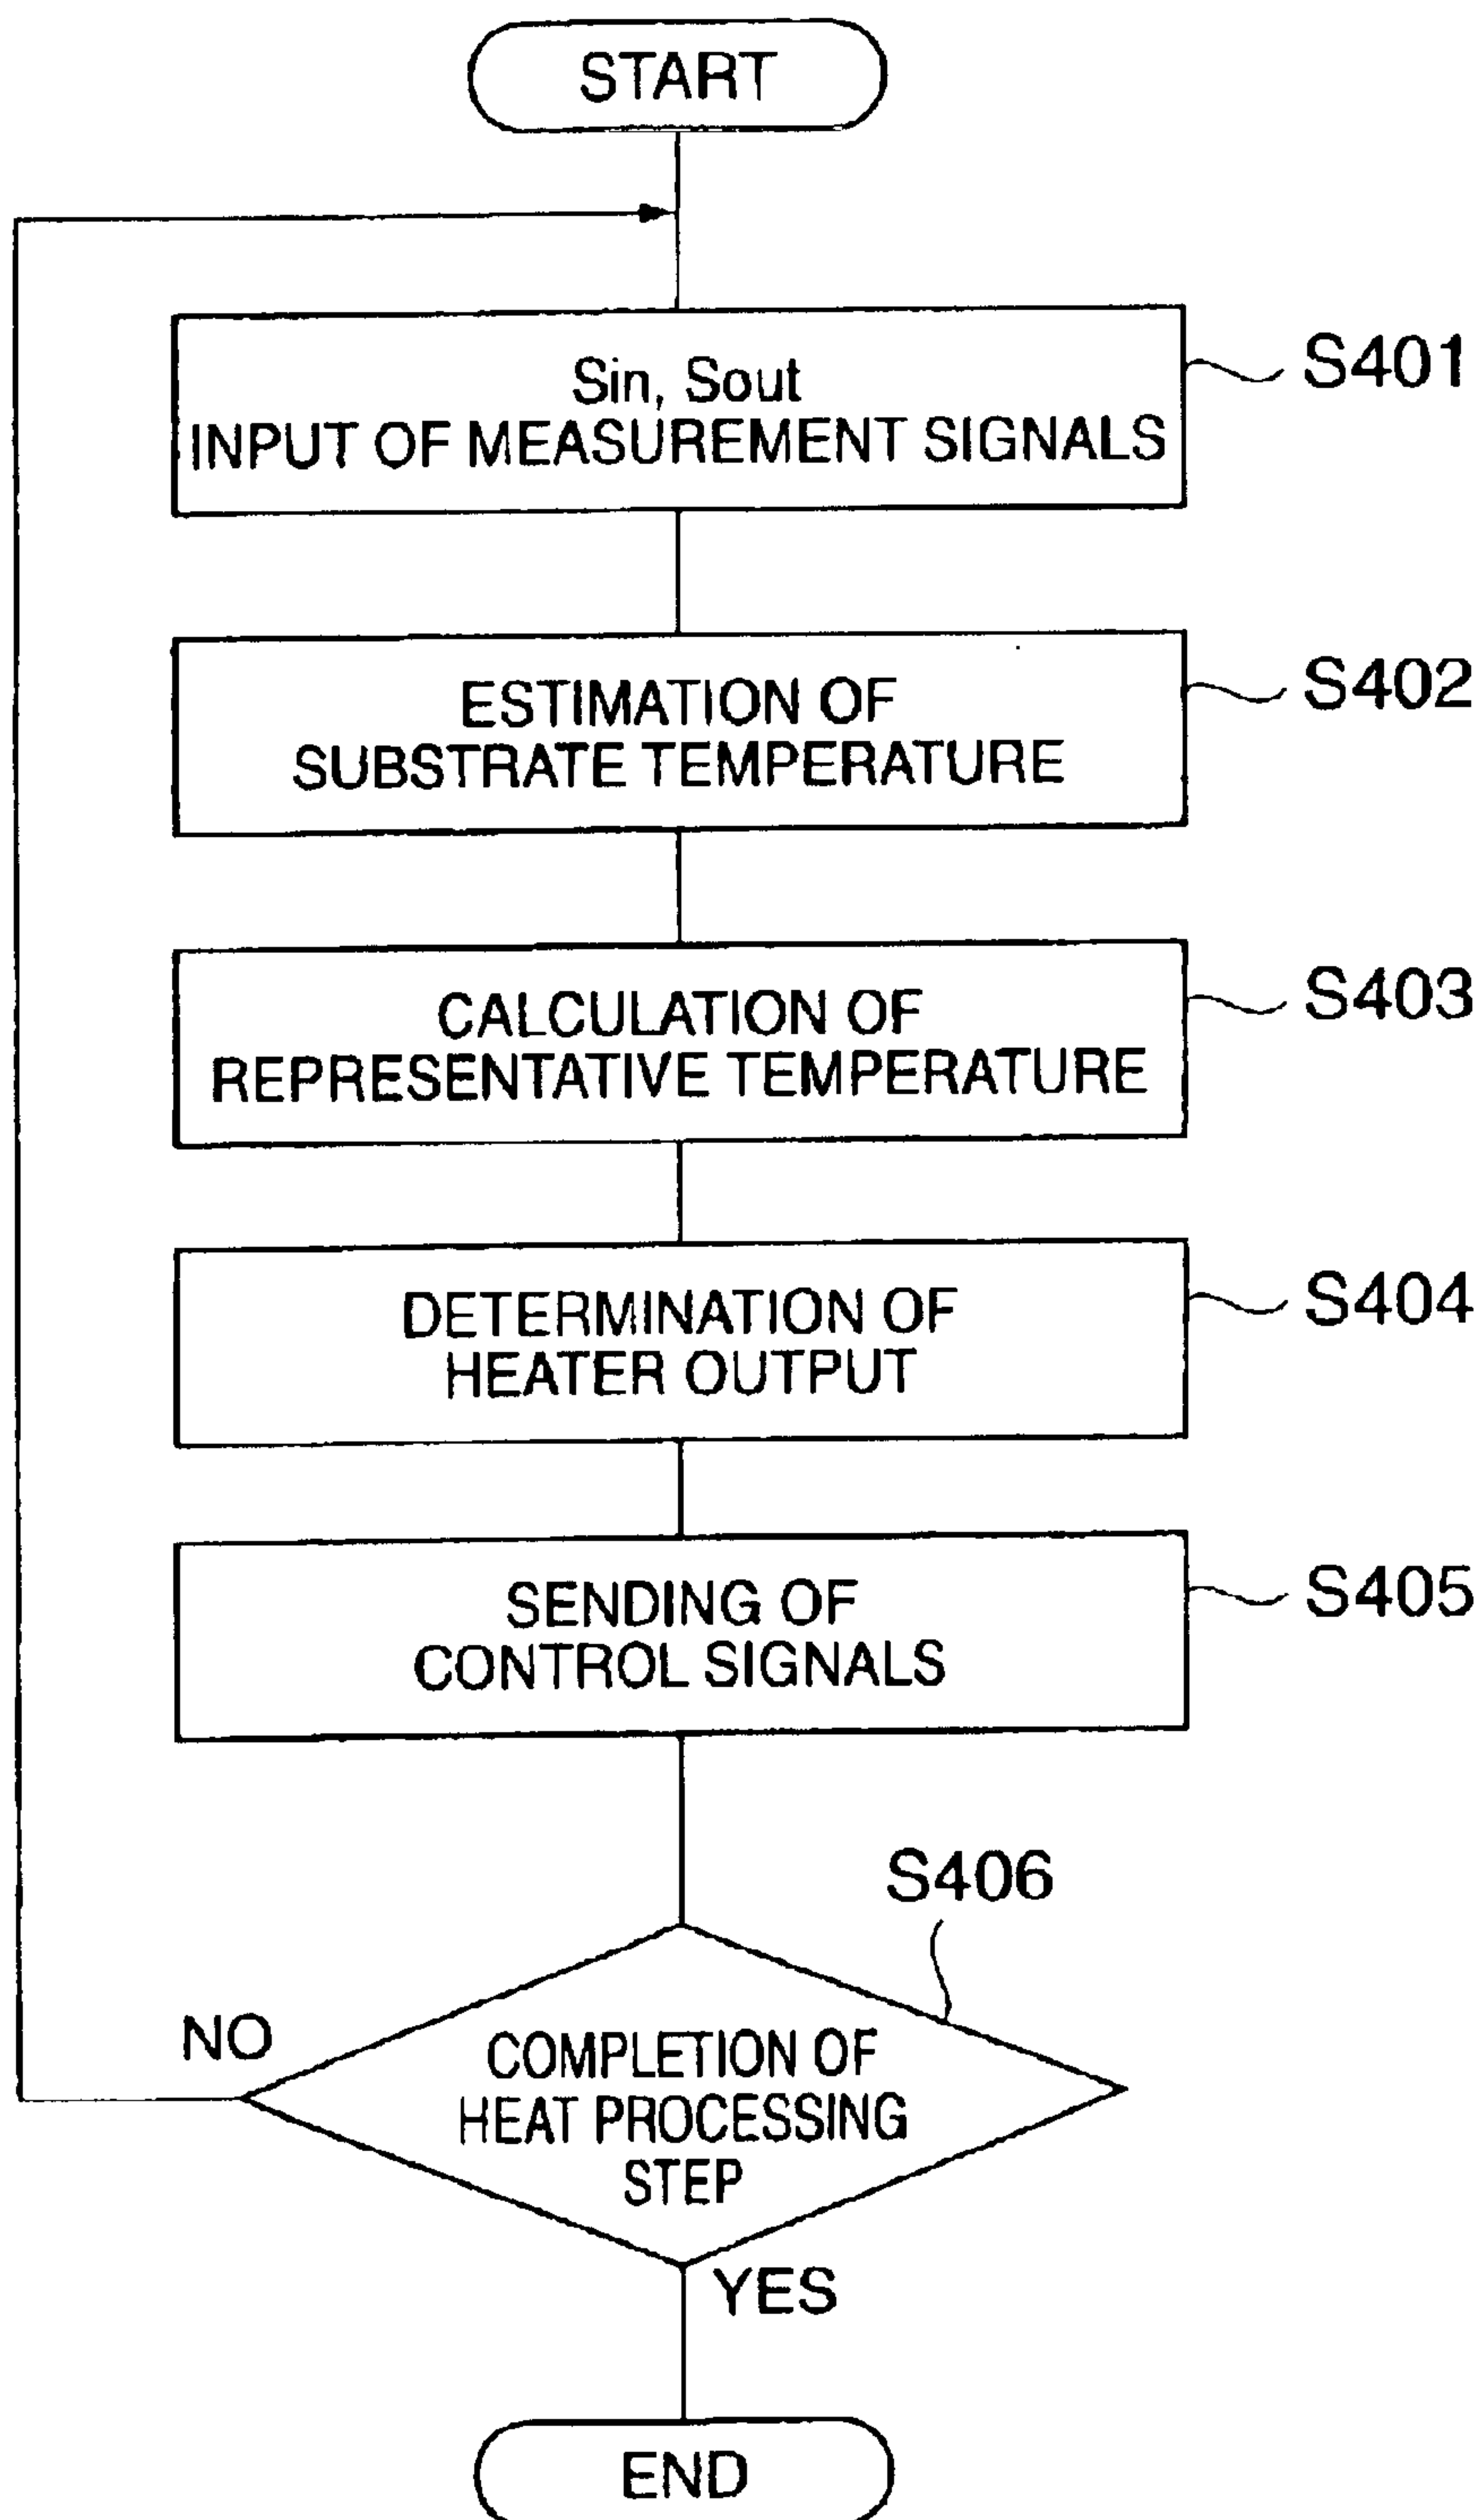 START
Sin, Sout
INPUT OF MEASUREMENT SIGNALS
S401
ESTIMATION OF
SUBSTRATE TEMPERATURE
S402
CALCULATION OF
REPRESENTATIVE TEMPERATURE
S403
DETERMINATION OF
HEATER OUTPUT
S404
SENDING OF
CONTROL SIGNALS
S405
S406
NO
COMPLETION OF
HEAT PROCESSING
STEP
YES
END